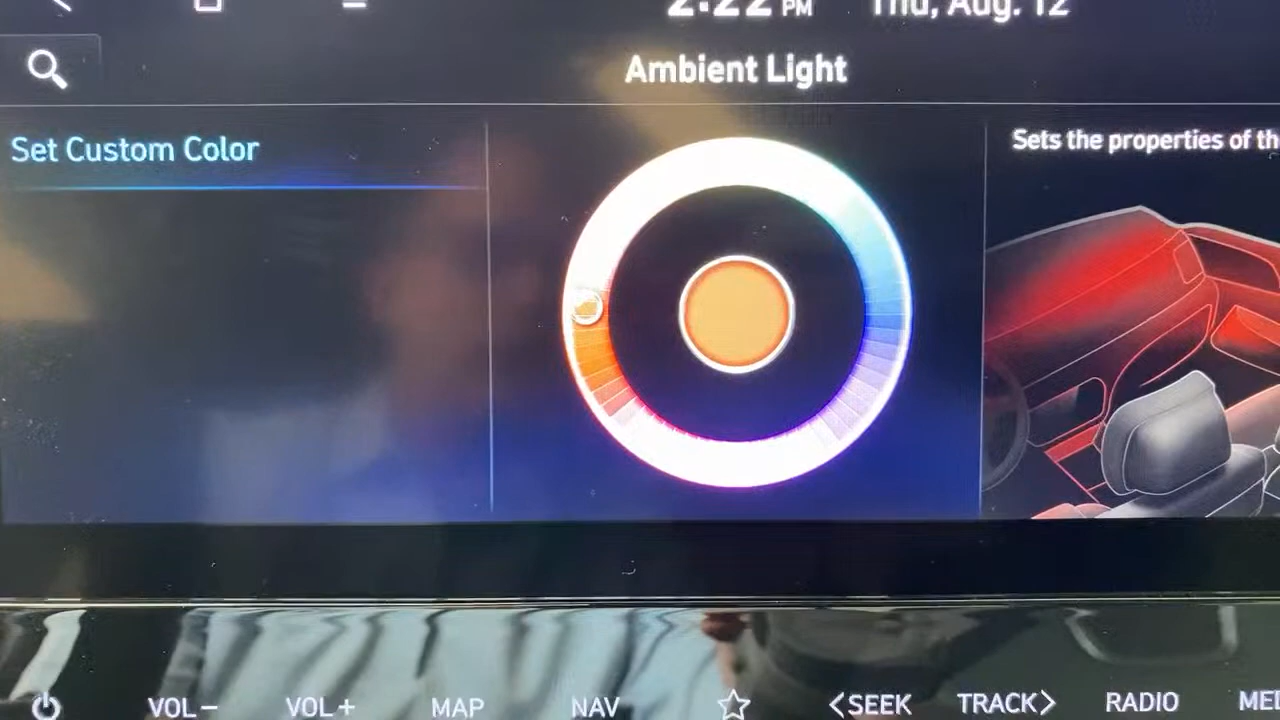 2:22 PM Thu, Aug. 12
Ambient Light
Set Custom Color
Sets the properties of th
VOL− VOL+ MAP NAV <SEEK TRACK> RADIO